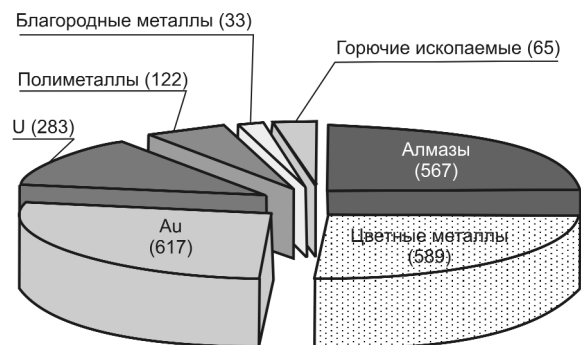 Благородные металлы (33)
Горючие ископаемые (65)
Полиметаллы (122)
U (283)
Алмазы
(567)
Au
(617)
Цветные металлы
(589)